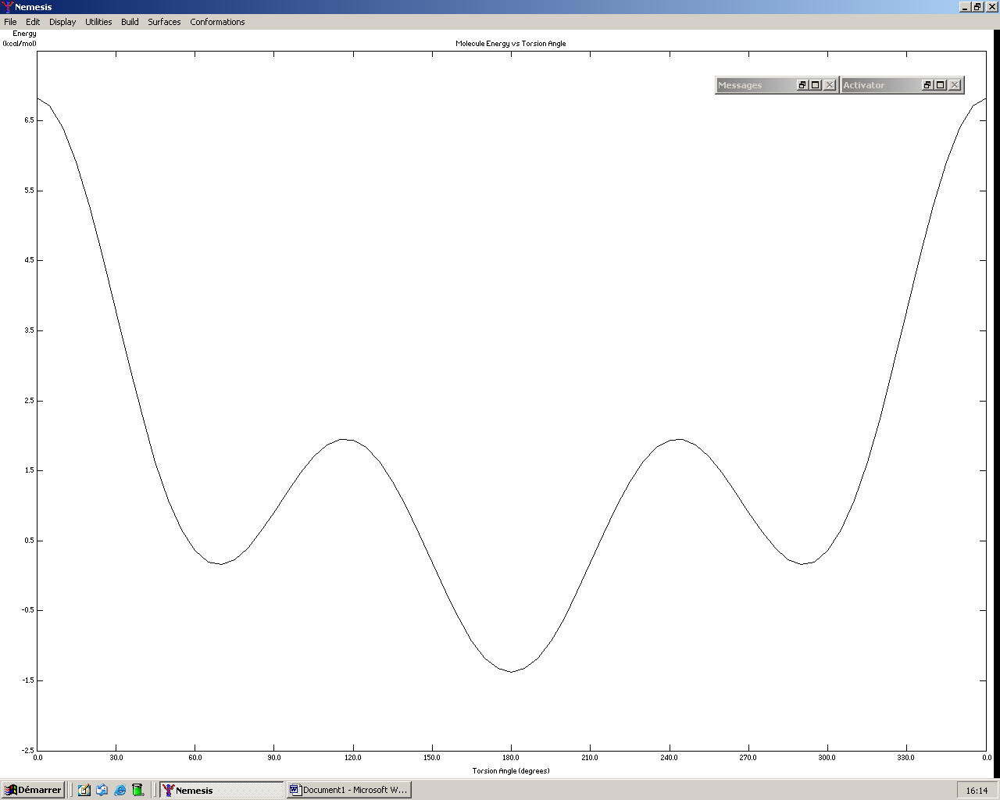 Nemesis
File Edit Display Utilities Build Surfaces Conformations
Energy
(kcal/mol)
Molecule Energy vs Torsion Angle
Messages
Activator
6.5
5.5
4.5
3.5
2.5
1.5
0.5
-0.5
-1.5
-2.5
0.0 30.0 60.0 90.0 120.0 150.0 180.0 210.0 240.0 270.0 300.0 330.0 0.0
Torsion Angle (degrees)
Démarrer
Nemesis
Document1 - Microsoft W...
16:14